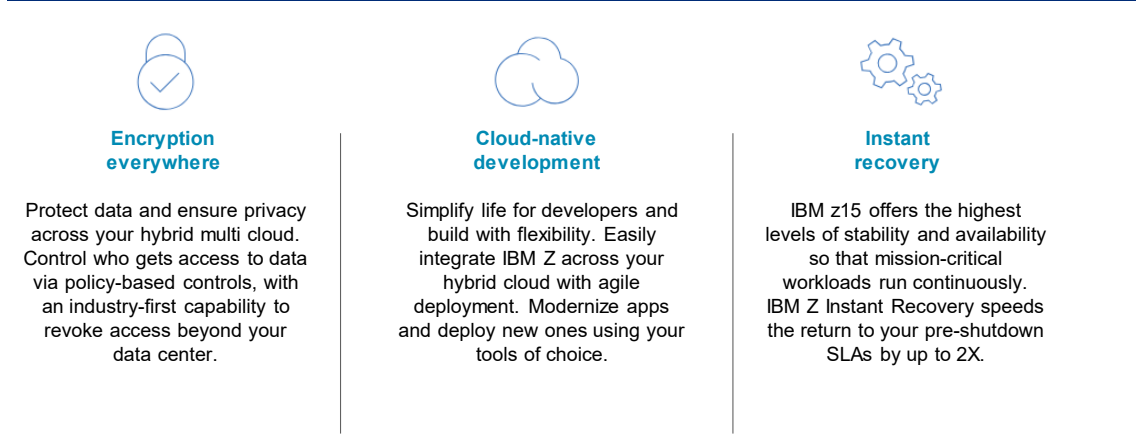 Encryption
everywhere
Protect data and ensure privacy
across your hybrid multi cloud.
Control who gets access to data
via policy-based controls, with
an industry-first capability to
revoke access beyond your
data center.
Cloud-native
development
Simplify life for developers and
build with flexibility. Easily
integrate IBM Z across your
hybrid cloud with agile
deployment. Modernize apps
and deploy new ones using your
tools of choice.
Instant
recovery
IBM z15 offers the highest
levels of stability and availability
so that mission-critical
workloads run continuously.
IBM Z Instant Recovery speeds
the return to your pre-shutdown
SLAs by up to 2X.